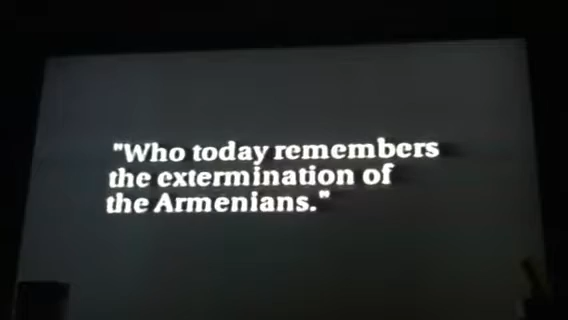 "Who today remembers
the extermination of
the Armenians."